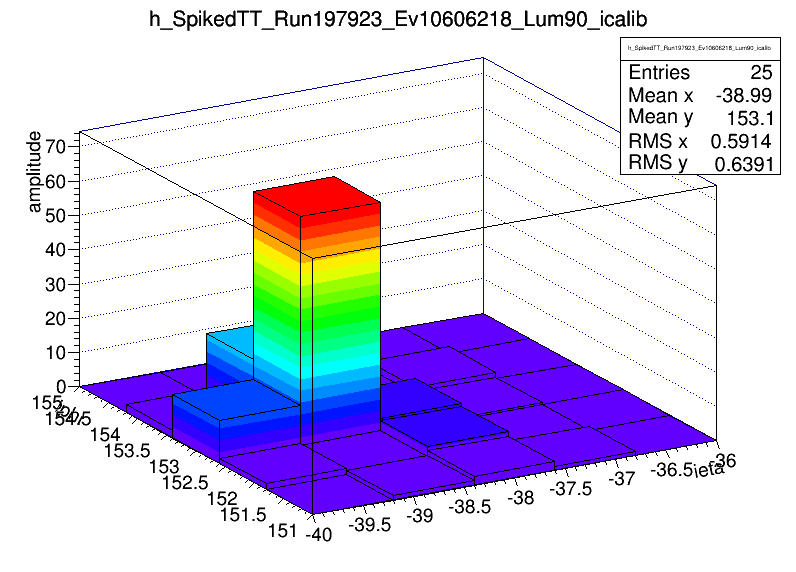 h_SpikedTT_Run197923_Ev10606218_Lum90_icalib
h_SpikedTT_Run197923_Ev10606218_Lum90_icalib
Entries 25
Mean x -38.99
Mean y 153.1
RMS x 0.5914
RMS y 0.6391
amplitude
70
60
50
40
30
20
10
0
155
154.5
154
153.5
153
152.5
152
151.5
151
-40
-39.5
-39
-38.5
-38
-37.5
-37
-36.5
-36
ieta